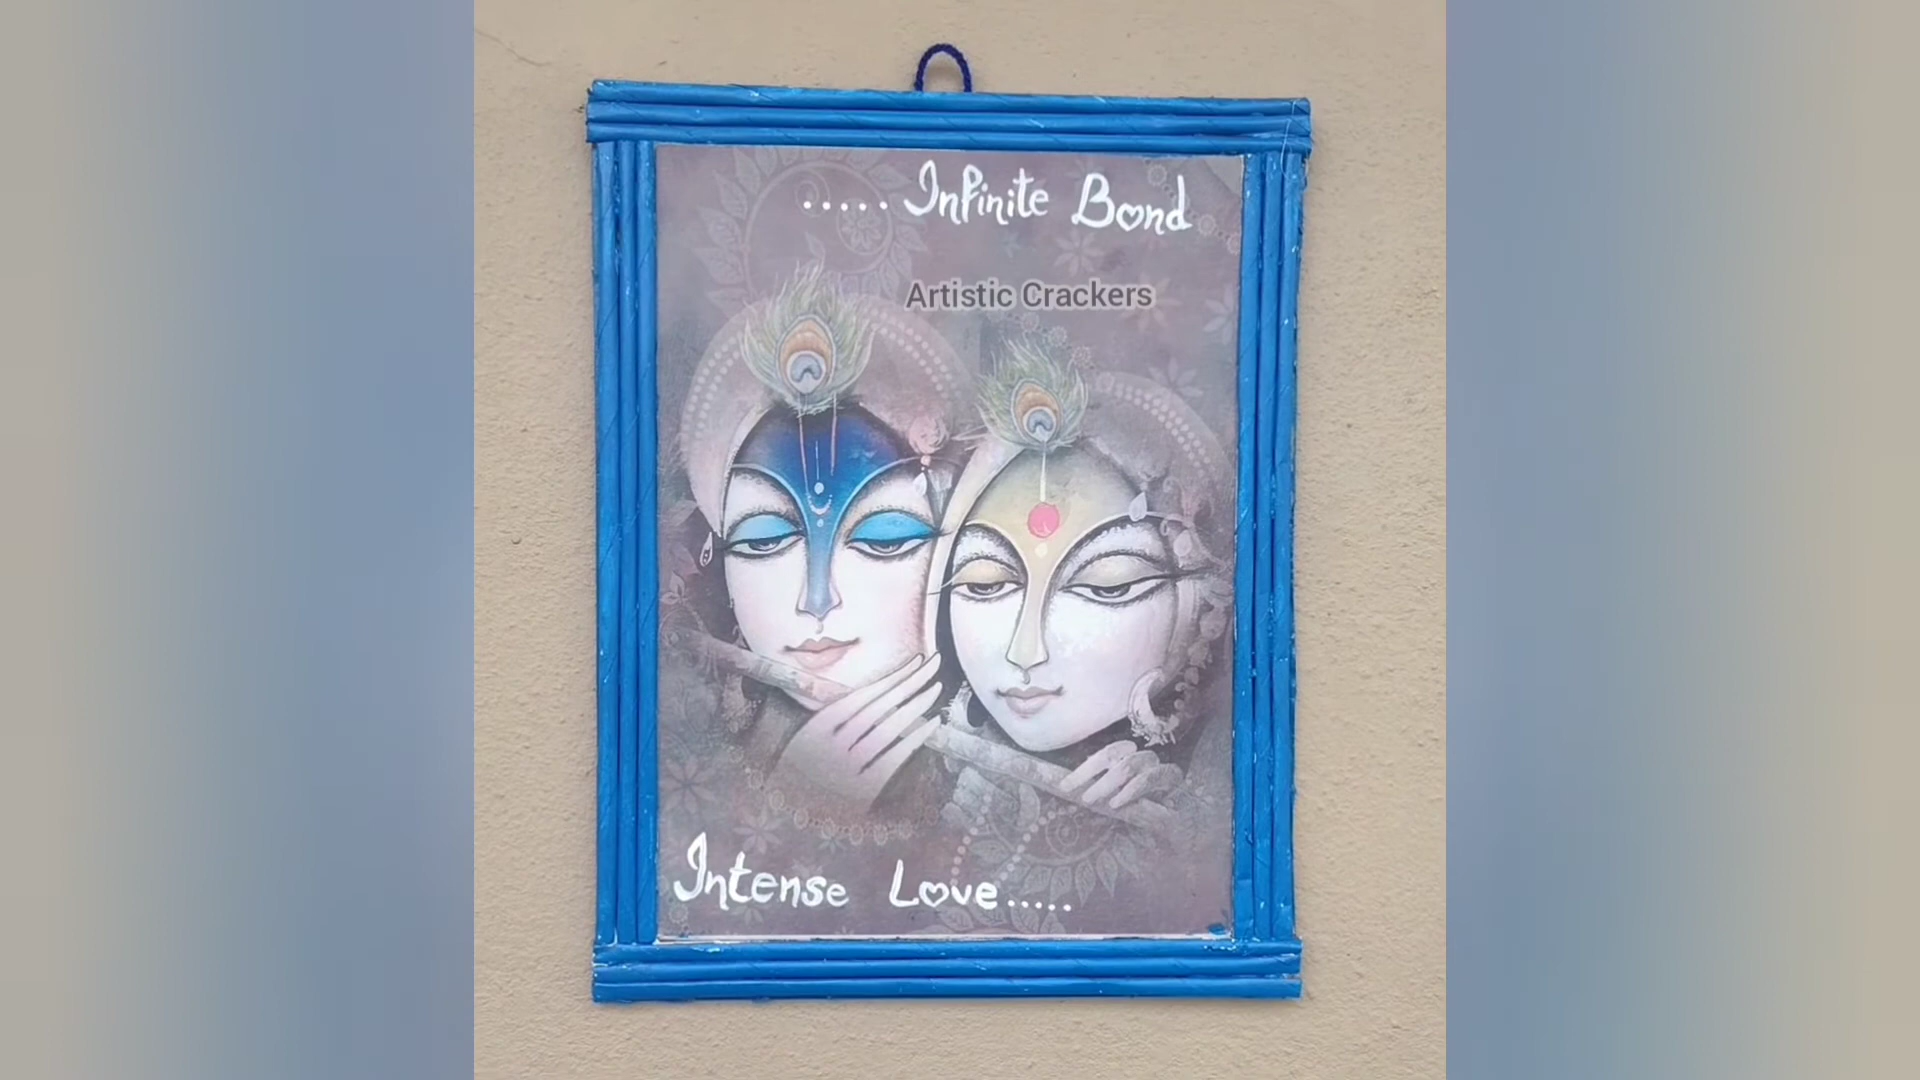 .....Infinite Bond
Artistic Crackers
Intense Love.....